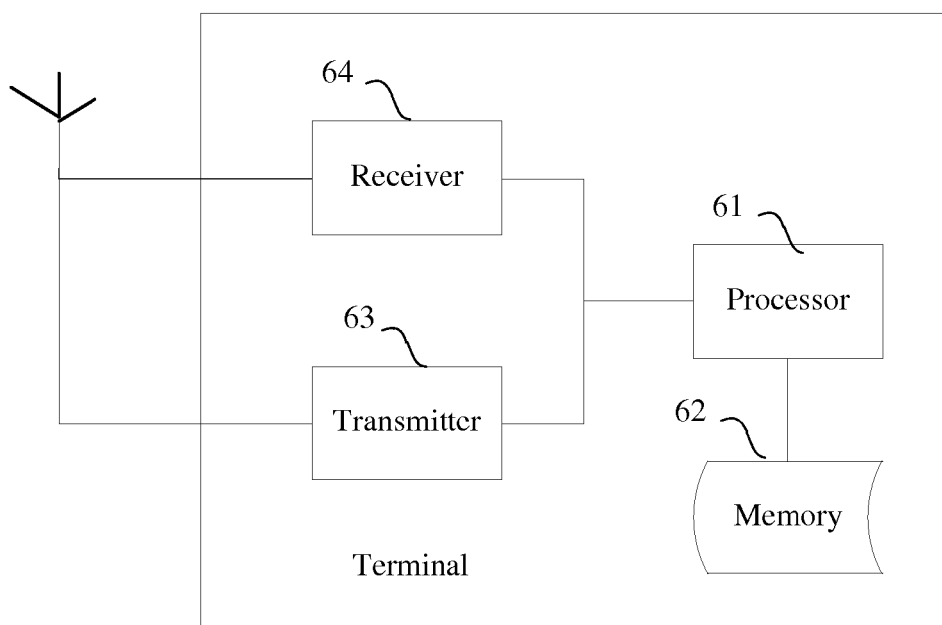 64
Receiver
61
Processor
63
Transmitter
62
Memory
Terminal